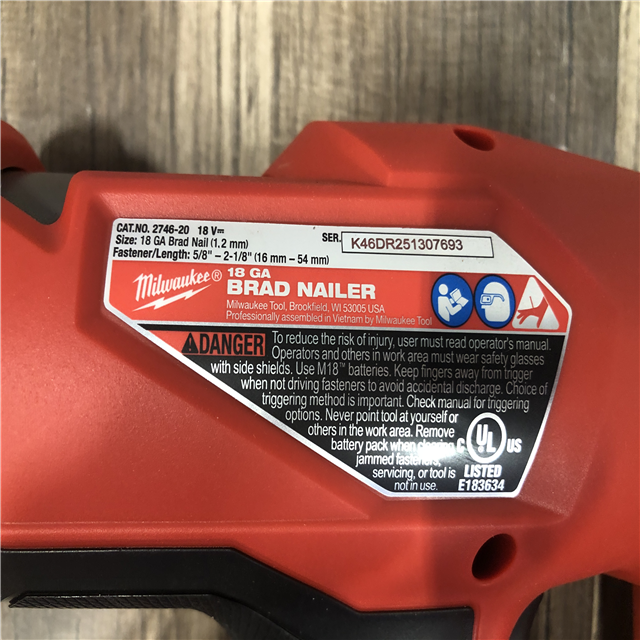 CAT.NO. 2746-20 18 V⎓
Size: 18 GA Brad Nail (1.2 mm)
Fastener/Length: 5/8" - 2-1/8" (16 mm - 54 mm)
SER. K46DR251307693
Milwaukee®
18 GA
BRAD NAILER
Milwaukee Tool, Brookfield, WI 53005 USA
Professionally assembled in Vietnam by Milwaukee Tool
DANGER
To reduce the risk of injury, user must read operator's manual.
Operators and others in work area must wear safety glasses
with side shields. Use M18™ batteries. Keep fingers away from trigger
when not driving fasteners to avoid accidental discharge. Choice of
triggering method is important. Check manual for triggering
options. Never point tool at yourself or
others in the work area. Remove
battery pack when clearing
jammed fasteners,
servicing, or tool is
not in use.
C UL US
LISTED
E183634